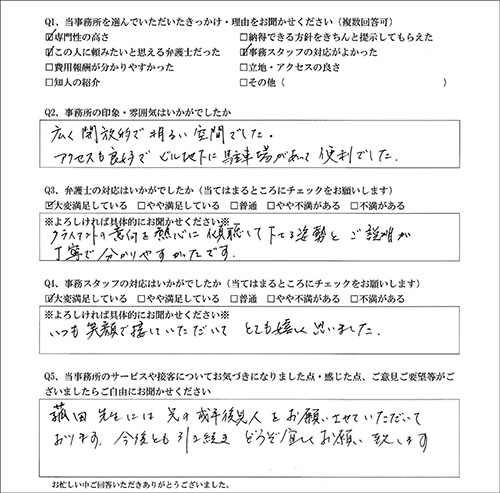 Q1、当事務所を選んでいただいたきっかけ・理由をお聞かせください（複数回答可）
☑専門性の高さ　□納得できる方針をきちんと提示してもらえた
☑この人に頼みたいと思える弁護士だった　☑事務スタッフの対応がよかった
□費用報酬が分かりやすかった　□立地・アクセスの良さ
□知人の紹介　□その他（　）
Q2、事務所の印象・雰囲気はいかがでしたか
広く開放的で明るい空間でした。
アクセスも良好でビル地下に駐車場があって便利でした。
Q3、弁護士の対応はいかがでしたか（当てはまるところにチェックをお願いします）
☑大変満足している　□やや満足している　□普通　□やや不満がある　□不満がある
※よろしければ具体的にお聞かせください※
クライアントの意向を熱心に傾聴して下さる姿勢とご説明が
丁寧で分かりやすかったです。
Q4、事務スタッフの対応はいかがでしたか（当てはまるところにチェックをお願いします）
☑大変満足している　□やや満足している　□普通　□やや不満がある　□不満がある
※よろしければ具体的にお聞かせください※
いつも笑顔で接していただいてとても嬉しく思いました。
Q5、当事務所のサービスや接客についてお気づきになりました点・感じた点、ご意見ご要望等がご
ざいましたらご自由にお聞かせください
田先生には兄の成年後見人をお願いさせていただいて
おります。今後とも引き続きどうぞ宜しくお願い致します
お忙しい中ご回答いただきありがとうございました。